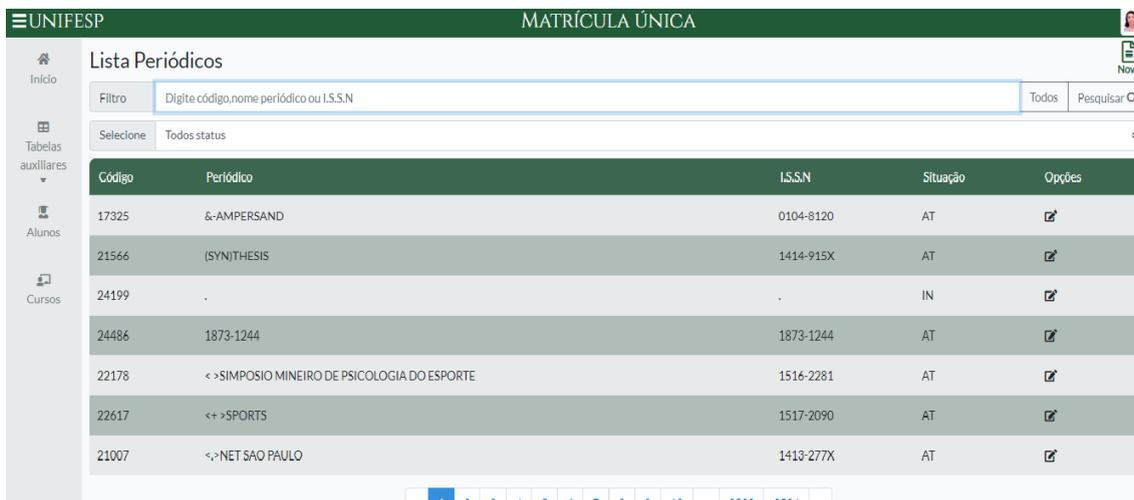 UNIFESP MATRÍCULA ÚNICA
Início
Tabelas
auxiliares
Alunos
Cursos
Lista Periódicos
Filtro Digite código,nome periódico ou I.S.S.N Todos Pesquisar
Selecione Todos status
Código Periódico I.S.S.N Situação Opções
17325 &-AMPERSAND 0104-8120 AT
21566 (SYN)THESIS 1414-915X AT
24199 . . IN
24486 1873-1244 1873-1244 AT
22178 < >SIMPOSIO MINEIRO DE PSICOLOGIA DO ESPORTE 1516-2281 AT
22617 <+ >SPORTS 1517-2090 AT
21007 <,>NET SAO PAULO 1413-277X AT